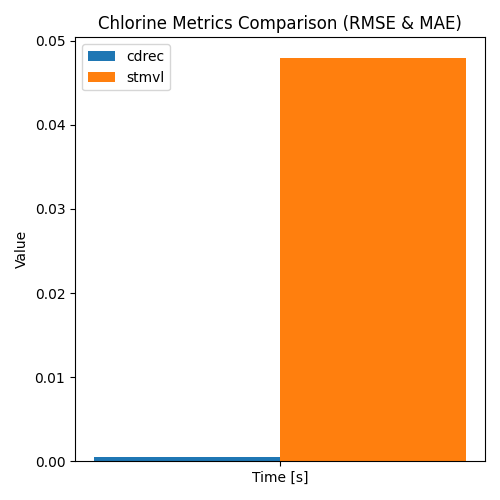 Chlorine Metrics Comparison (RMSE & MAE)
cdrec
stmvl
0.05
0.04
0.03
0.02
0.01
0.00
Value
Time [s]